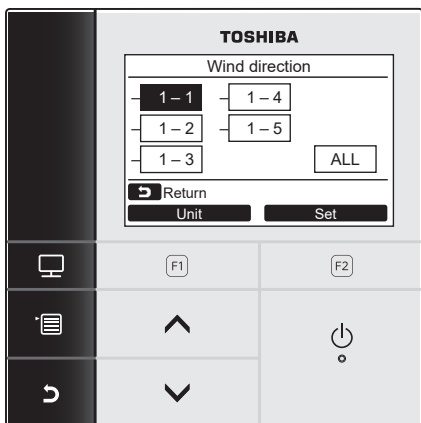 TOSHIBA
Wind direction
1 – 1
1 – 4
1 – 2
1 – 5
1 – 3
ALL
Return
Unit
Set
F1
F2